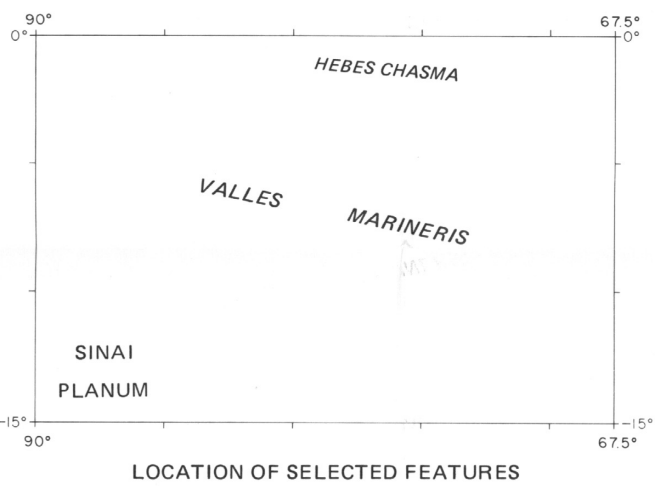 90° 67.5°
0° 0°
HEBES CHASMA
VALLES
MARINERIS
SINAI
PLANUM
-15° -15°
90° 67.5°
LOCATION OF SELECTED FEATURES